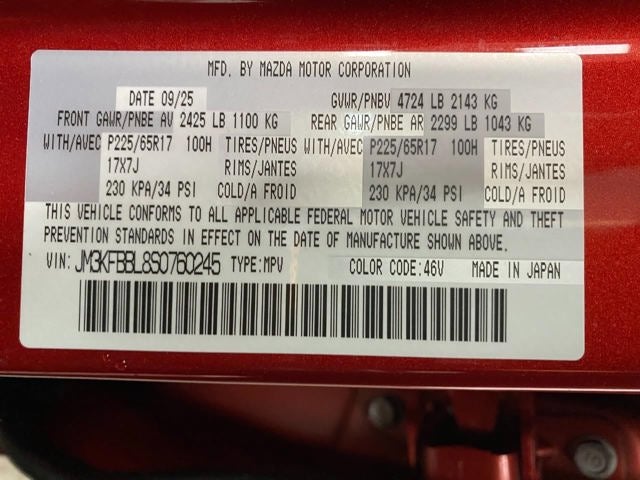 MFD. BY MAZDA MOTOR CORPORATION
DATE 09/25 GVWR/PNBV 4724 LB 2143 KG
FRONT GAWR/PNBE AV 2425 LB 1100 KG REAR GAWR/PNBE AR 2299 LB 1043 KG
WITH/AVEC P225/65R17 100H TIRES/PNEUS WITH/AVEC P225/65R17 100H TIRES/PNEUS
17X7J RIMS/JANTES 17X7J RIMS/JANTES
230 KPA/34 PSI COLD/A FROID 230 KPA/34 PSI COLD/A FROID
THIS VEHICLE CONFORMS TO ALL APPLICABLE FEDERAL MOTOR VEHICLE SAFETY AND THEFT
PREVENTION STANDARDS IN EFFECT ON THE DATE OF MANUFACTURE SHOWN ABOVE.
VIN: JM3KFBBL8S0760245 TYPE:MPV COLOR CODE:46V MADE IN JAPAN